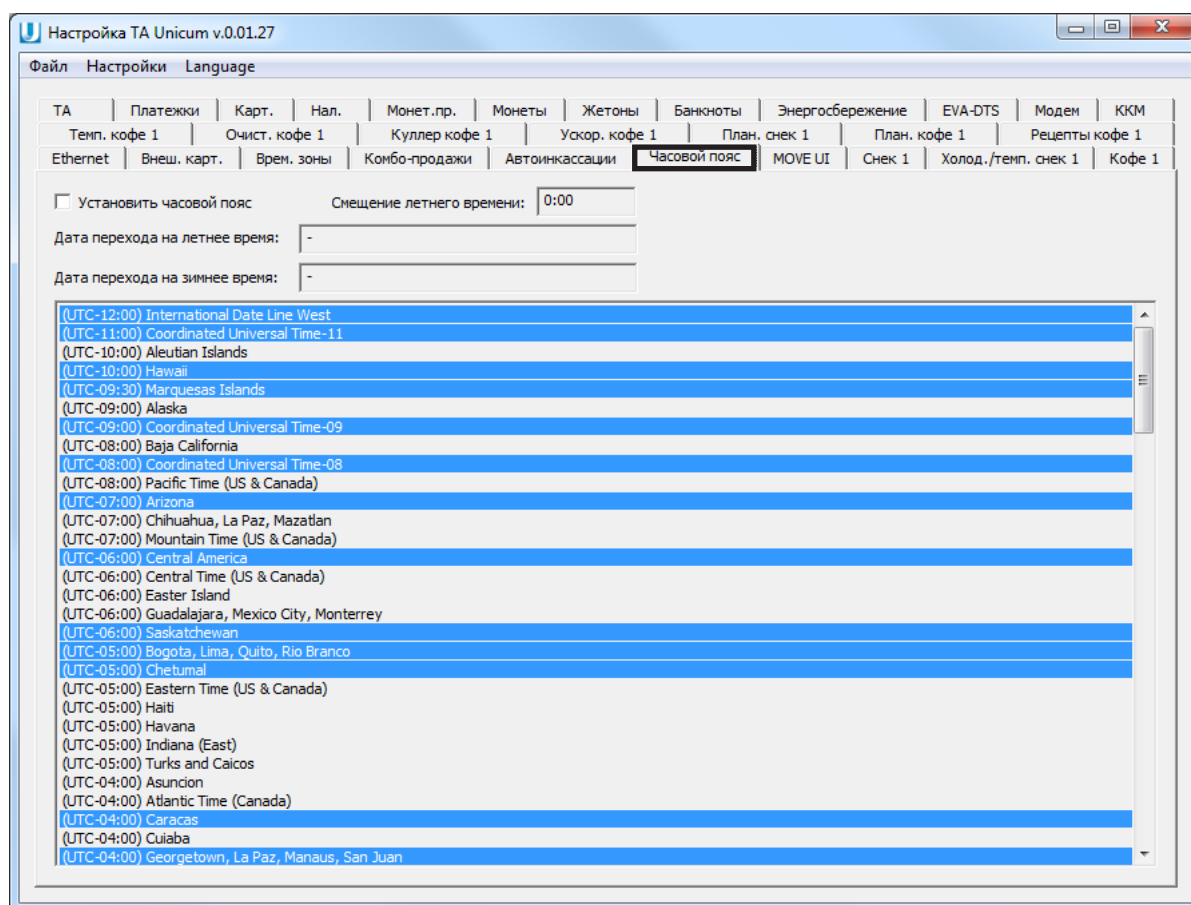 Настройка TA Unicum v.0.01.27
Файл Настройки Language
ТА Платежки Карт. Нал. Монет.пр. Монеты Жетоны Банкноты Энергосбережение EVA-DTS Модем ККМ
Темп. кофе 1 Очист. кофе 1 Куллер кофе 1 Ускор. кофе 1 План. снек 1 План. кофе 1 Рецепты кофе 1
Ethernet Внеш. карт. Врем. зоны Комбо-продажи Автоинкассации Часовой пояс MOVE UI Снек 1 Холод./темп. снек 1 Кофе 1
Установить часовой пояс Смещение летнего времени: 0:00
Дата перехода на летнее время: -
Дата перехода на зимнее время: -
(UTC-12:00) International Date Line West
(UTC-11:00) Coordinated Universal Time-11
(UTC-10:00) Aleutian Islands
(UTC-10:00) Hawaii
(UTC-09:30) Marquesas Islands
(UTC-09:00) Alaska
(UTC-09:00) Coordinated Universal Time-09
(UTC-08:00) Baja California
(UTC-08:00) Coordinated Universal Time-08
(UTC-08:00) Pacific Time (US & Canada)
(UTC-07:00) Arizona
(UTC-07:00) Chihuahua, La Paz, Mazatlan
(UTC-07:00) Mountain Time (US & Canada)
(UTC-06:00) Central America
(UTC-06:00) Central Time (US & Canada)
(UTC-06:00) Easter Island
(UTC-06:00) Guadalajara, Mexico City, Monterrey
(UTC-06:00) Saskatchewan
(UTC-05:00) Bogota, Lima, Quito, Rio Branco
(UTC-05:00) Chetumal
(UTC-05:00) Eastern Time (US & Canada)
(UTC-05:00) Haiti
(UTC-05:00) Havana
(UTC-05:00) Indiana (East)
(UTC-05:00) Turks and Caicos
(UTC-04:00) Asuncion
(UTC-04:00) Atlantic Time (Canada)
(UTC-04:00) Caracas
(UTC-04:00) Cuiaba
(UTC-04:00) Georgetown, La Paz, Manaus, San Juan